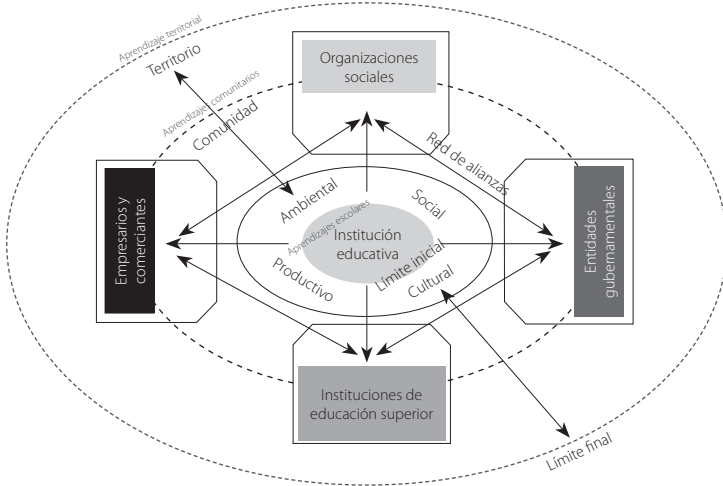 Aprendizaje territorial
Territorio
Organizaciones
sociales
Aprendizajes comunitarios
Comunidad
Red de alianzas
Empresarios y
comerciantes
Ambiental
Social
Aprendizajes escolares
Institución
educativa
Productivo
Límite inicial
Cultural
Entidades
gubernamentales
Instituciones de
educación superior
Límite final